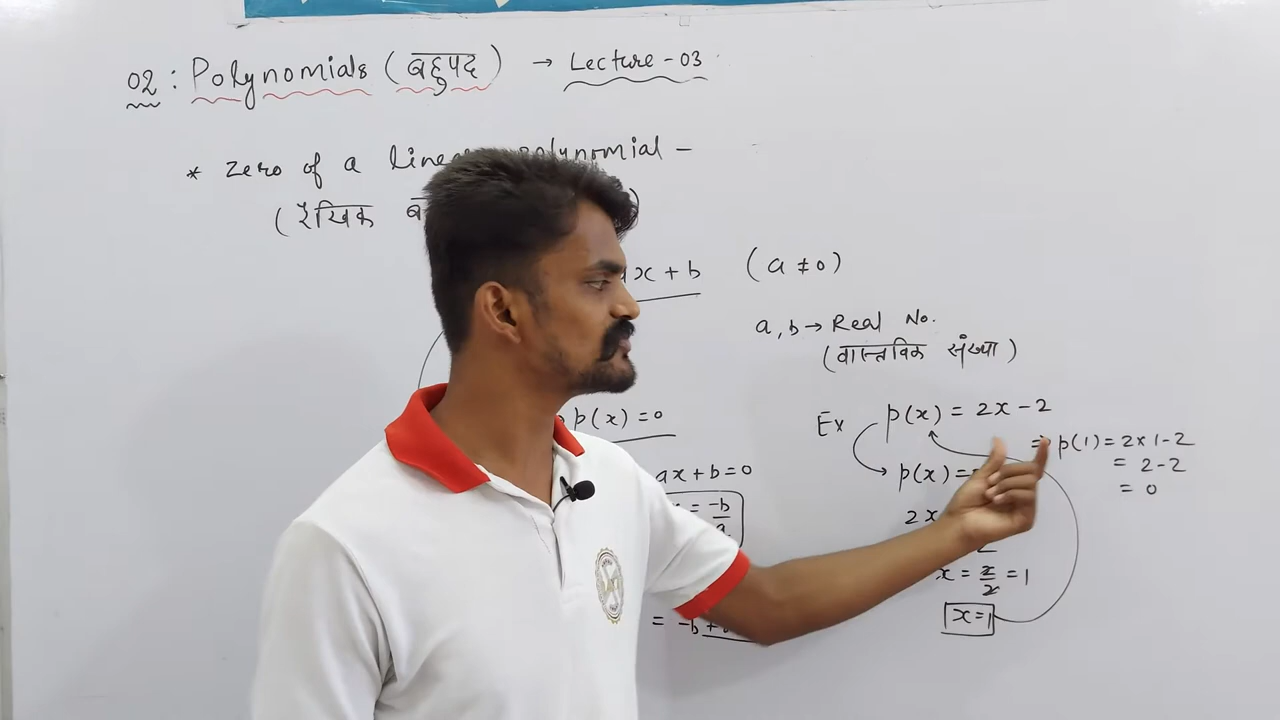 02 : Polynomials (बहुपद) → Lecture - 03
* Zero of a polynomial -
(रैखिक
x + b (a ≠ 0)
a, b → Real No.
(वास्तविक संख्या)
p(x) = 0
ax + b = 0
= -b/a
= -b +
Ex p(x) = 2x - 2
p(x) =
2x
x = 2/2 = 1
x = 1
⇒ p(1) = 2 × 1 - 2
= 2 - 2
= 0